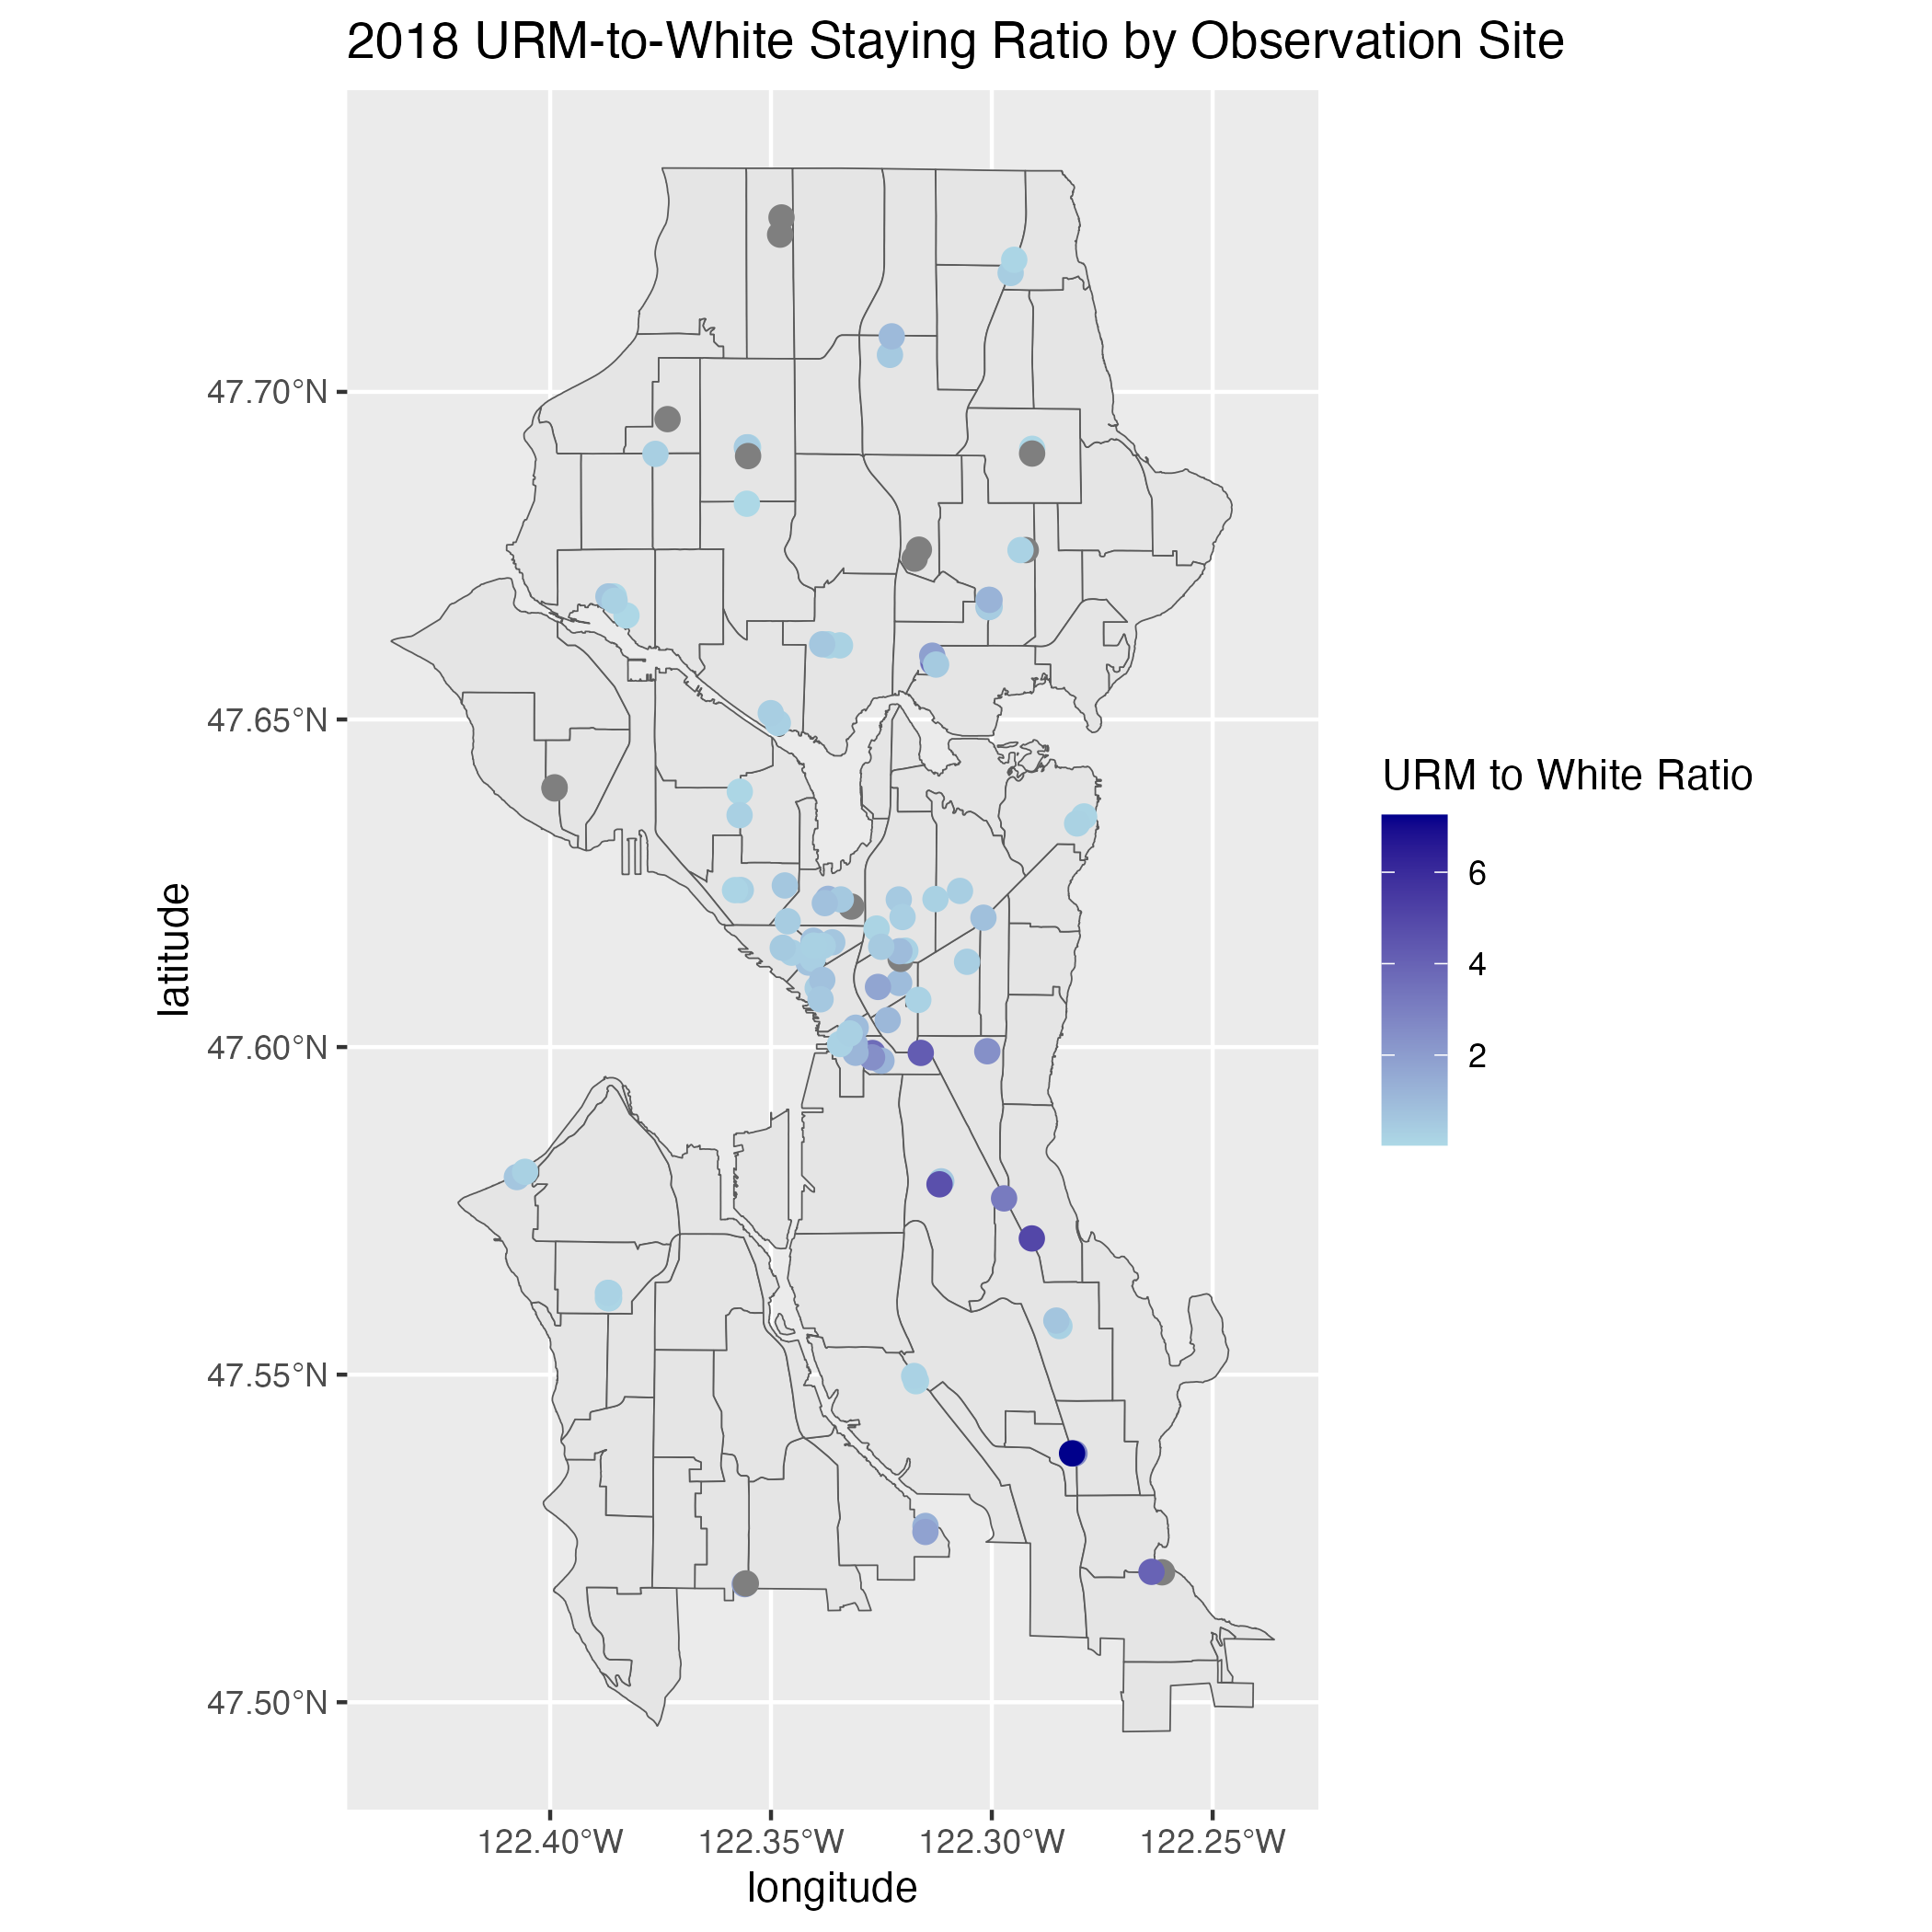 2018 URM-to-White Staying Ratio by Observation Site
47.70°N
47.65°N
47.60°N
47.55°N
47.50°N
latitude
122.40°W
122.35°W
122.30°W
122.25°W
longitude
URM to White Ratio
6
4
2